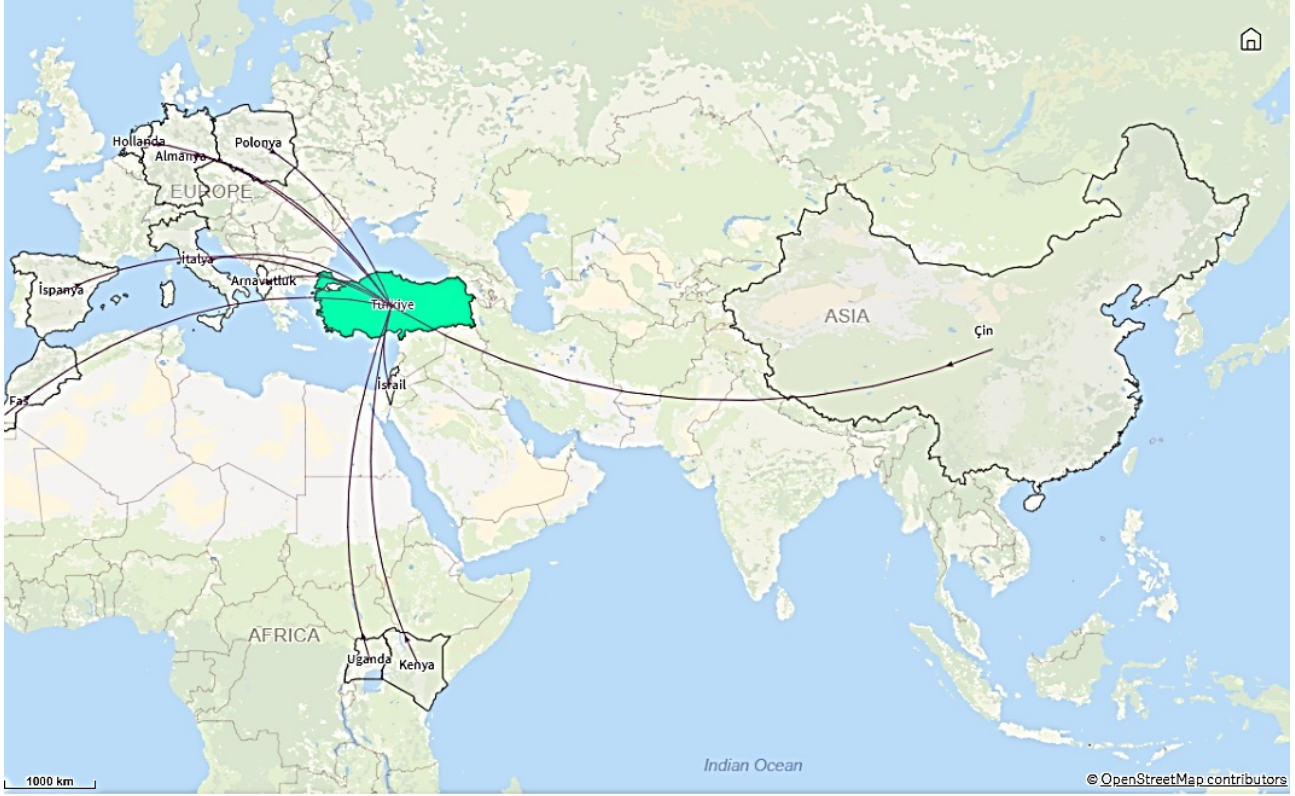 Hollanda
Almanya
Polonya
EUROPE
İtalya
Arnavutluk
İspanya
Türkiye
ASIA
Çin
İsrail
Fas
AFRICA
Uganda
Kenya
Indian Ocean
1000 km
© OpenStreetMap contributors